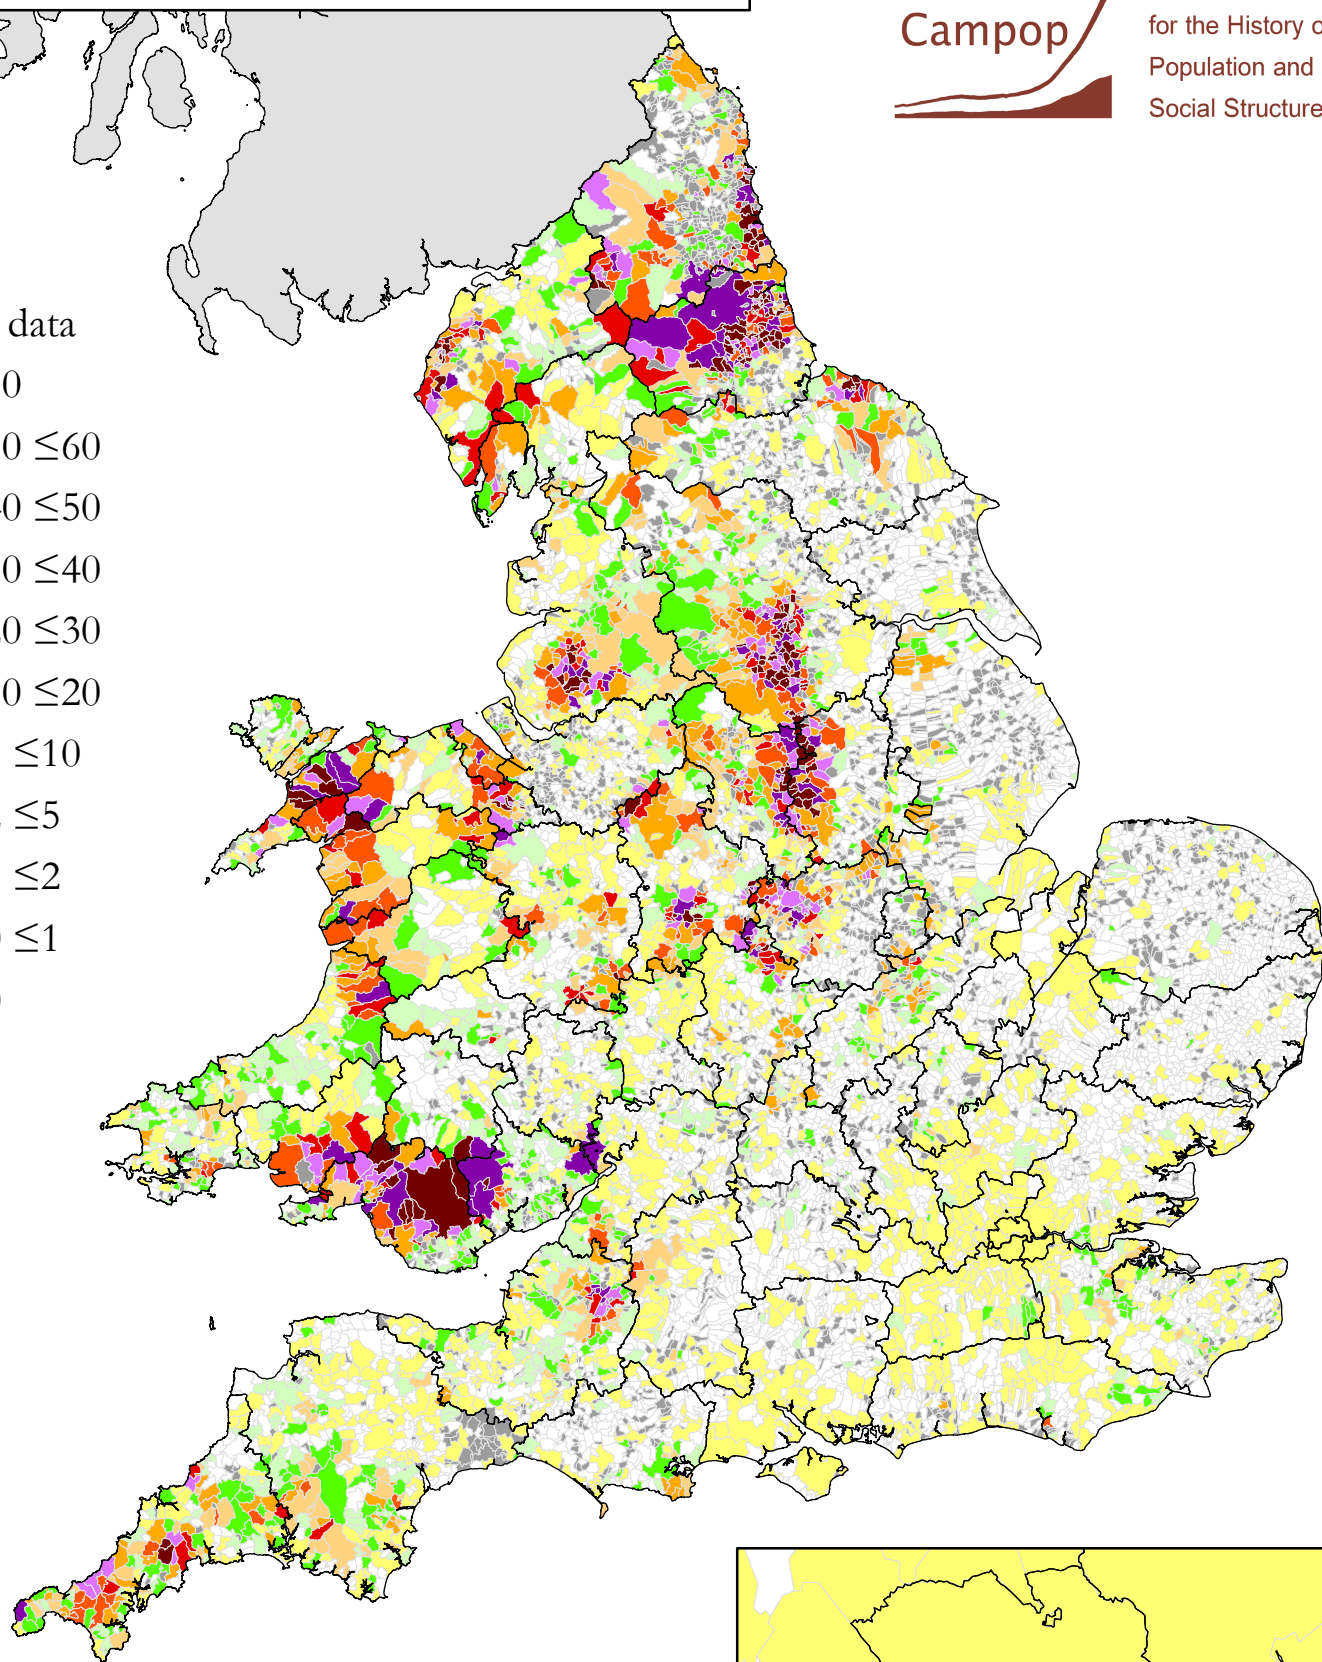 Campop
for the History o
Population and
Social Structure
data
0
0 ≤60
0 ≤50
0 ≤40
0 ≤30
0 ≤20
≤10
≤5
≤2
≤1